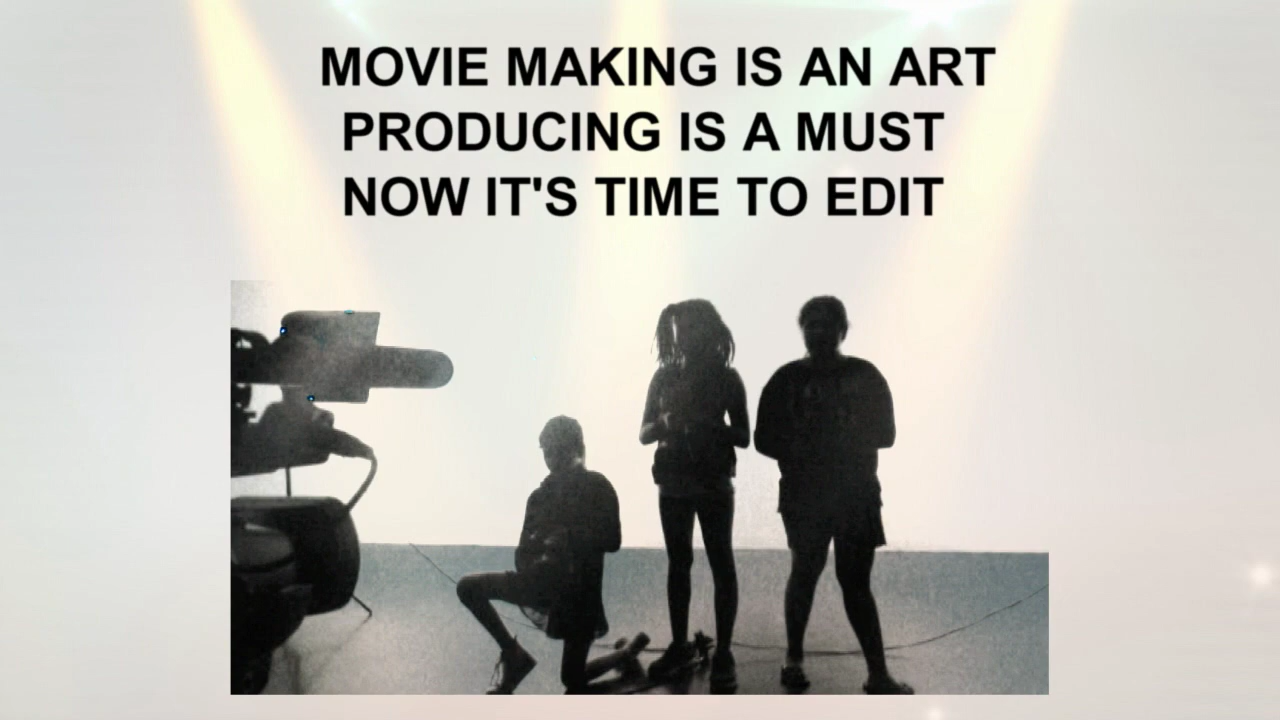 MOVIE MAKING IS AN ART
PRODUCING IS A MUST
NOW IT'S TIME TO EDIT